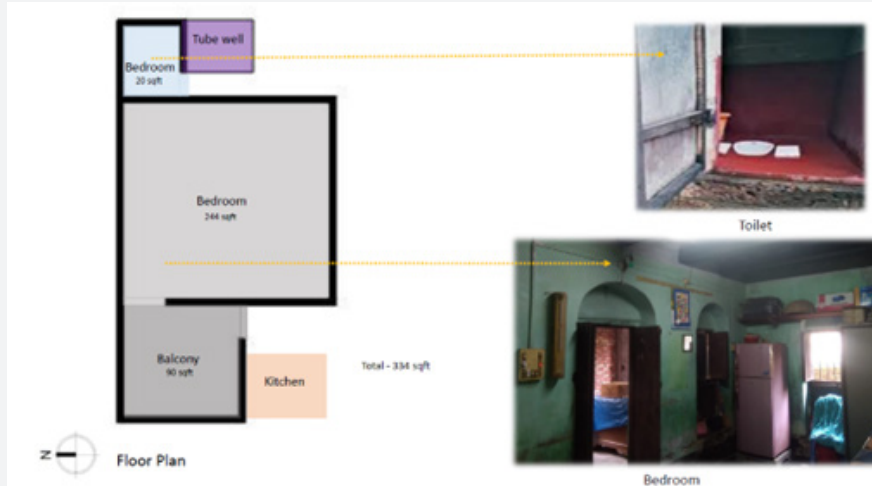 Tube well
Bedroom
20 sqft
Bedroom
244 sqft
Balcony
90 sqft
Kitchen
Total - 334 sqft
N
Floor Plan
Toilet
Bedroom